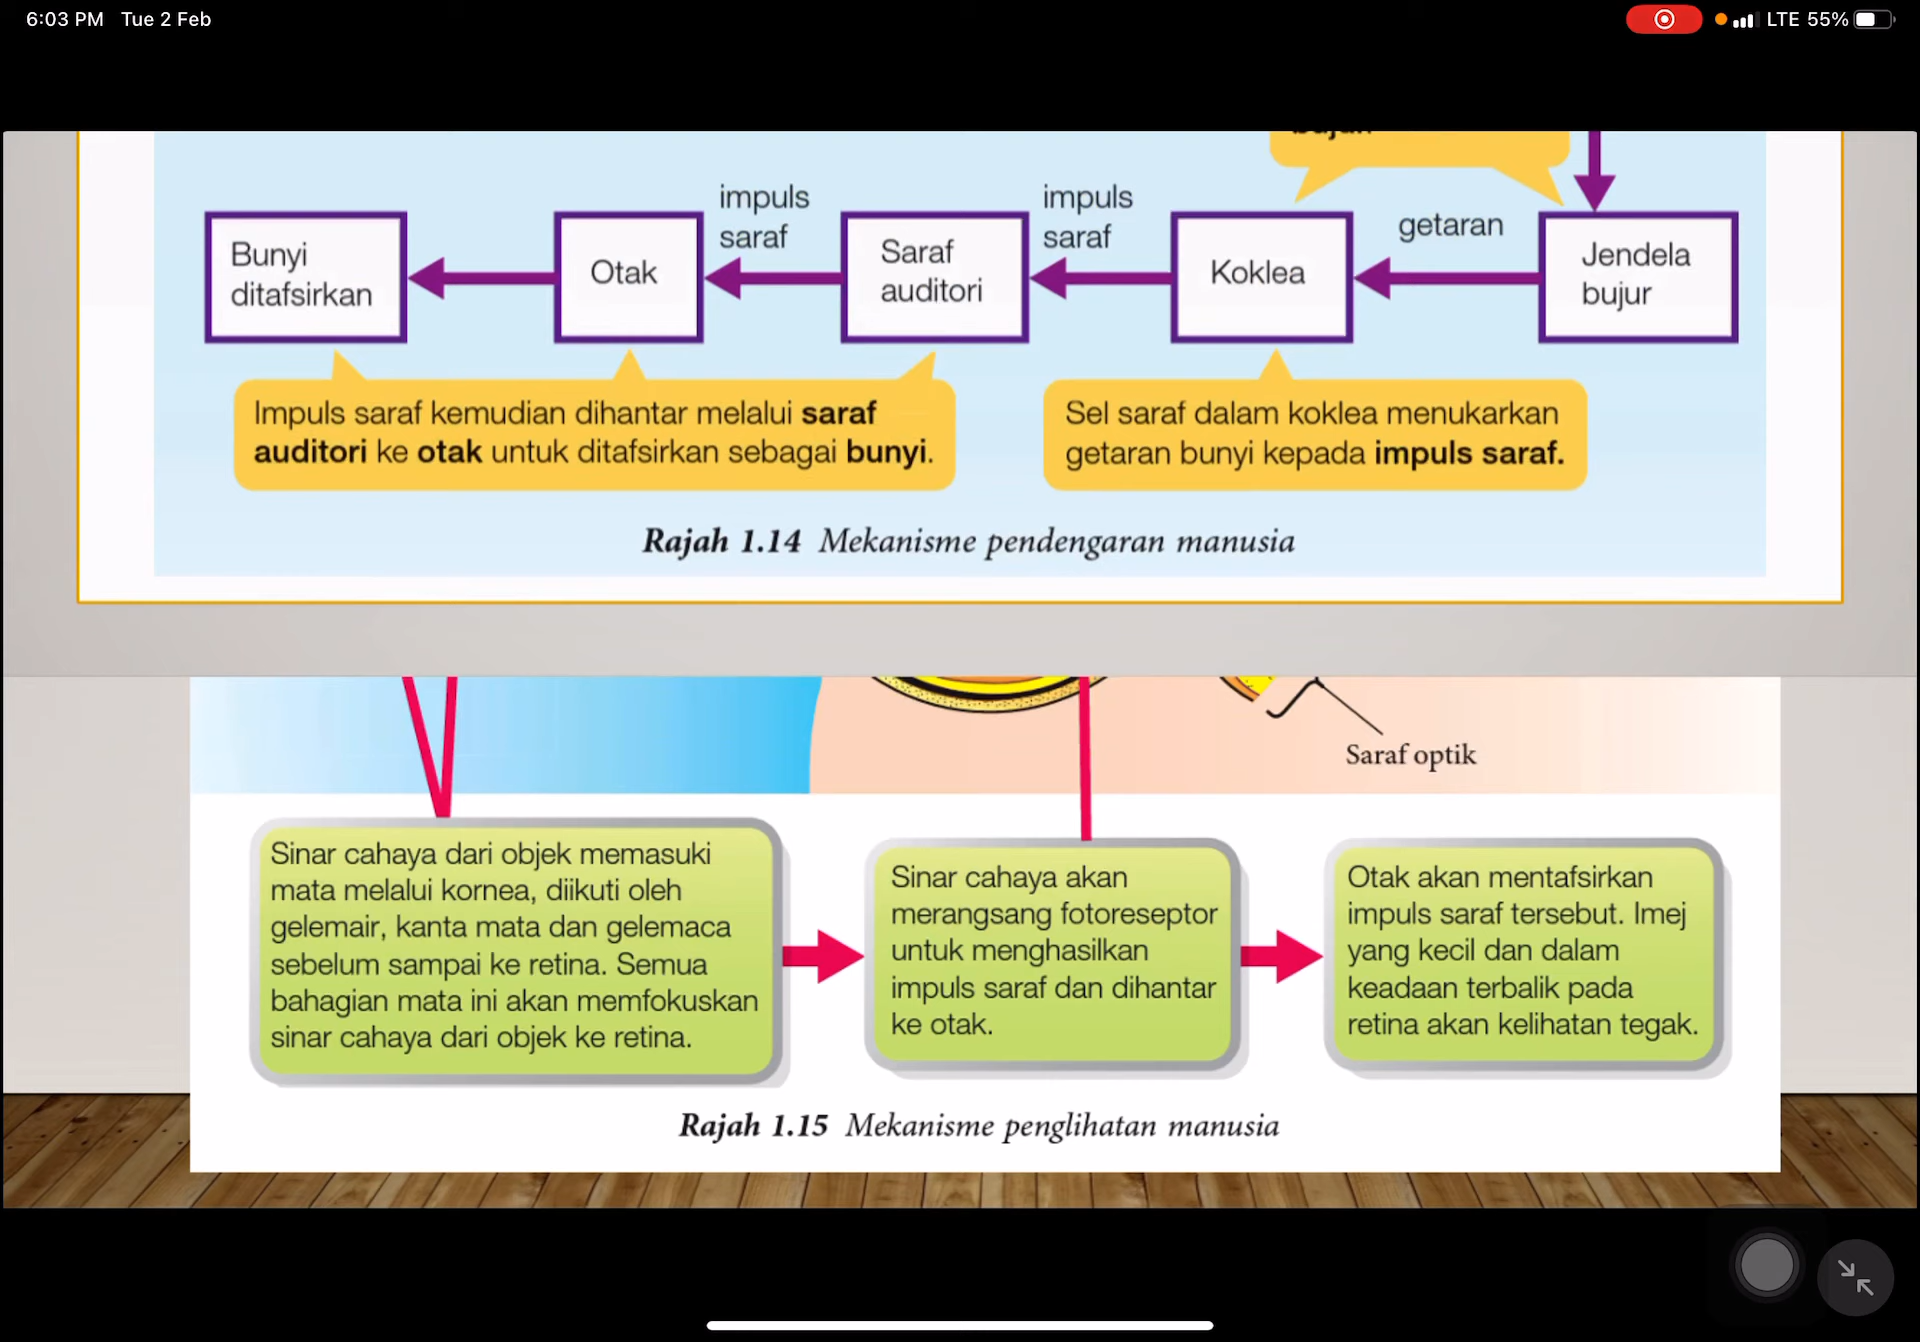 6:03 PM Tue 2 Feb
LTE 55%
impuls
saraf
impuls
saraf
getaran
Bunyi
ditafsirkan
Otak
Saraf
auditori
Koklea
Jendela
bujur
Impuls saraf kemudian dihantar melalui saraf
auditori ke otak untuk ditafsirkan sebagai bunyi.
Sel saraf dalam koklea menukarkan
getaran bunyi kepada impuls saraf.
Rajah 1.14 Mekanisme pendengaran manusia
Saraf optik
Sinar cahaya dari objek memasuki
mata melalui kornea, diikuti oleh
gelemair, kanta mata dan gelemaca
sebelum sampai ke retina. Semua
bahagian mata ini akan memfokuskan
sinar cahaya dari objek ke retina.
Sinar cahaya akan
merangsang fotoreseptor
untuk menghasilkan
impuls saraf dan dihantar
ke otak.
Otak akan mentafsirkan
impuls saraf tersebut. Imej
yang kecil dan dalam
keadaan terbalik pada
retina akan kelihatan tegak.
Rajah 1.15 Mekanisme penglihatan manusia